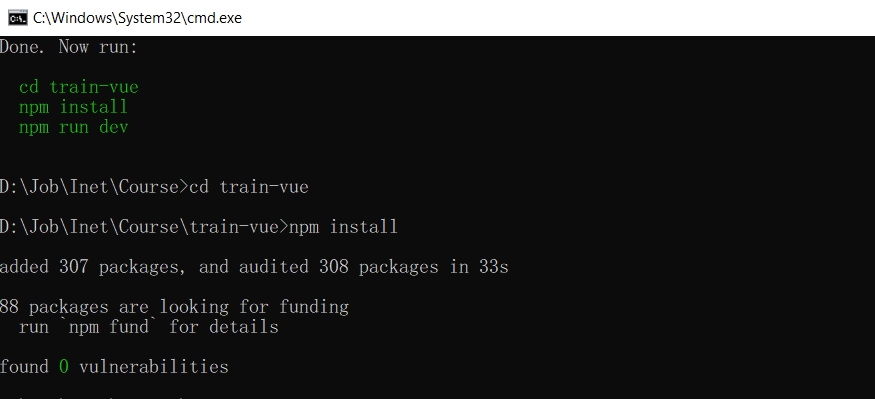 C:\Windows\System32\cmd.exe
Done. Now run:
cd train-vue
npm install
npm run dev
D:\Job\Inet\Course>cd train-vue
D:\Job\Inet\Course\train-vue>npm install
added 307 packages, and audited 308 packages in 33s
88 packages are looking for funding
run `npm fund` for details
found 0 vulnerabilities